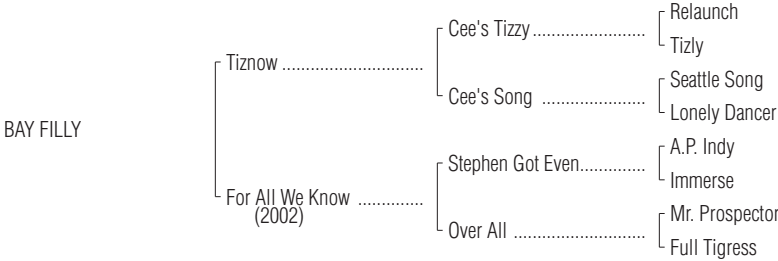 Relaunch
Cee's Tizzy ........................
Tizly
Tiznow .............................
Seattle Song
Cee's Song ......................
Lonely Dancer
BAY FILLY
A.P. Indy
Stephen Got Even..............
Immerse
For All We Know ..............
(2002)
Mr. Prospector
Over All ............................
Full Tigress